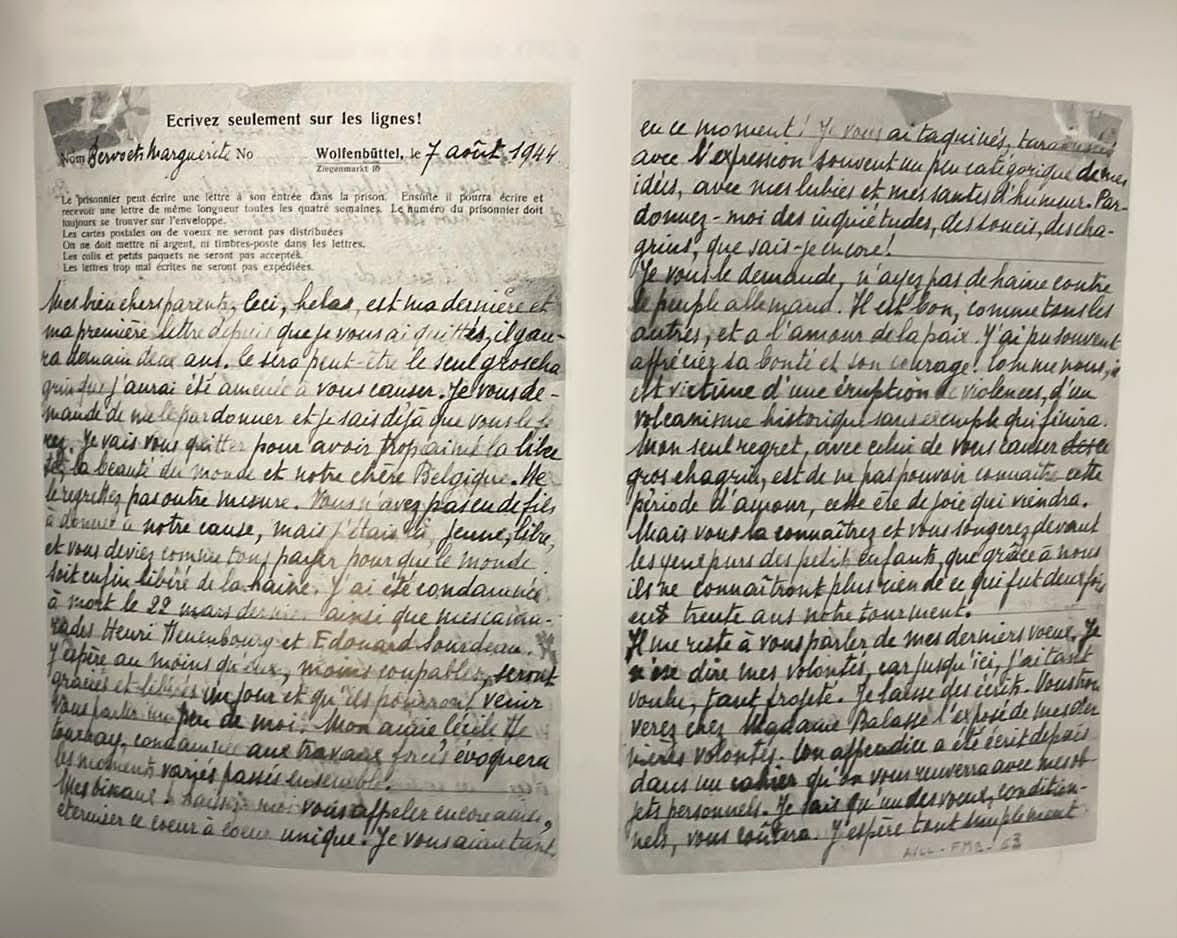 Ecrivez seulement sur les lignes!
Nom Bervoets Marguerite No Wolfenbüttel, le 7 août 1944
Ziegenmarkt 10
Le prisonnier peut écrire une lettre à son entrée dans la prison. Ensuite il pourra écrire et
recevoir une lettre de même longueur toutes les quatre semaines. Le numéro du prisonnier doit
toujours se trouver sur l'enveloppe.
Les cartes postales ou de voeux ne seront pas distribuées
On ne doit mettre ni argent, ni timbres-poste dans les lettres.
Les colis et petits paquets ne seront pas acceptés.
Les lettres trop mal écrites ne seront pas expédiées.
Mes bien chers parents, Ceci, hélas, est ma dernière et
ma première lettre depuis que je vous ai quittés, il y au-
ra demain deux ans. Ce sera peut-être le seul gros cha
grin que j'aurai été amenée à vous causer. Je vous de-
mande de me le pardonner et je sais déjà que vous le fe
rez. Je vais vous quitter pour avoir trop aimé la libe
té, la beauté du monde et notre chère Belgique. Ne
le regrettez pas outre mesure. Vous n'avez pas eu de fils
à donner à notre cause, mais j'étais là, jeune, libre,
et vous deviez comme tous payer pour que le monde
soit enfin libéré de la haine. J'ai été condamnée
à mort le 22 mars dernier ainsi que mes cama-
rades Henri et Edouard
J'espère au moins qu'eux, moins coupables, seront
graciés et libérés un jour et qu'ils pourront venir
vous parler un peu de moi. Mon amie Cécile
tournay, condamnée aux travaux forcés évoquera
les moments variés passés ensemble.
Mes bien aimés laissez-moi vous appeler encore ainsi,
éterniser ce coeur à coeur unique. Je vous aime tant
en ce moment! Je vous ai taquinés,
avec l'expression souvent un peu catégorique de mes
idées, avec mes lubies et mes sautes d'humeur. Par-
donnez-moi des inquiétudes, des soucis, des cha-
grins, que sais-je encore!
Je vous le demande, n'ayez pas de haine contre
le peuple allemand. Il est bon, comme tous les
autres, et a l'amour de la paix. J'ai pu souvent
apprécier sa bonté et son courage! Comme nous, il
est victime d'une éruption de violences, d'un
volcanisme historique sans exemple qui finira.
Mon seul regret, avec celui de vous causer ce
gros chagrin, est de ne pas pouvoir connaître cette
période d'amour, cette ère de joie qui viendra.
Mais vous la connaîtrez et vous songerez devant
les yeux purs des petits enfants, que grâce à nous
ils ne connaîtront plus rien de ce qui fut deux fois
en trente ans notre tourment.
Il me reste à vous parler de mes derniers voeux. Je
n'ose dire mes volontés, car jusqu'ici, j'ai tant
voulu, tant projeté. Je laisse des écrits. Vous trou
verez chez Madame Balasse l'exposé de mes der
nières volontés. Un appendice a été écrit depuis
dans un cahier qu'on vous renverra avec mes ob-
jets personnels. Je sais qu'un des voeux, condition-
nels, vous coûtera. J'espère tout simplement